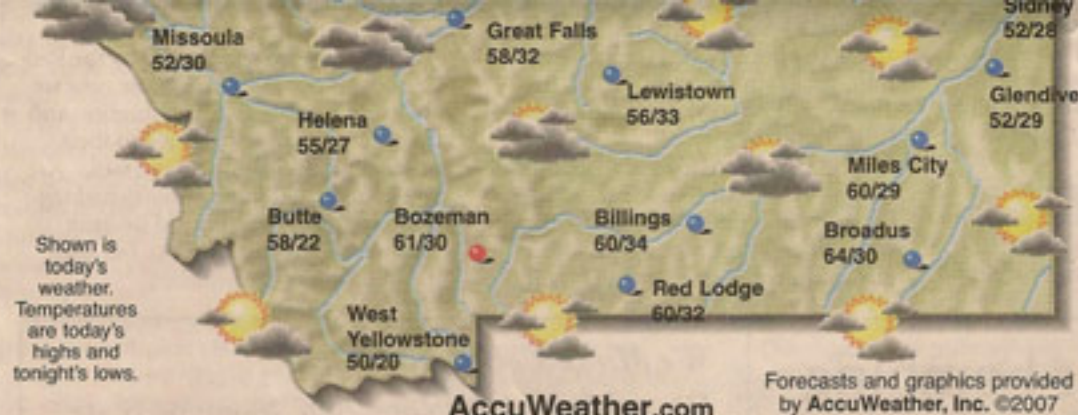 Sidney
52/28
Missoula
52/30
Great Falls
58/32
Lewistown
56/33
Glendive
52/29
Helena
55/27
Miles City
60/29
Butte
58/22
Bozeman
61/30
Billings
60/34
Broadus
64/30
Red Lodge
60/32
West
Yellowstone
50/20
Shown is
today's
weather.
Temperatures
are today's
highs and
tonight's lows.
AccuWeather.com
Forecasts and graphics provided
by AccuWeather, Inc. ©2007